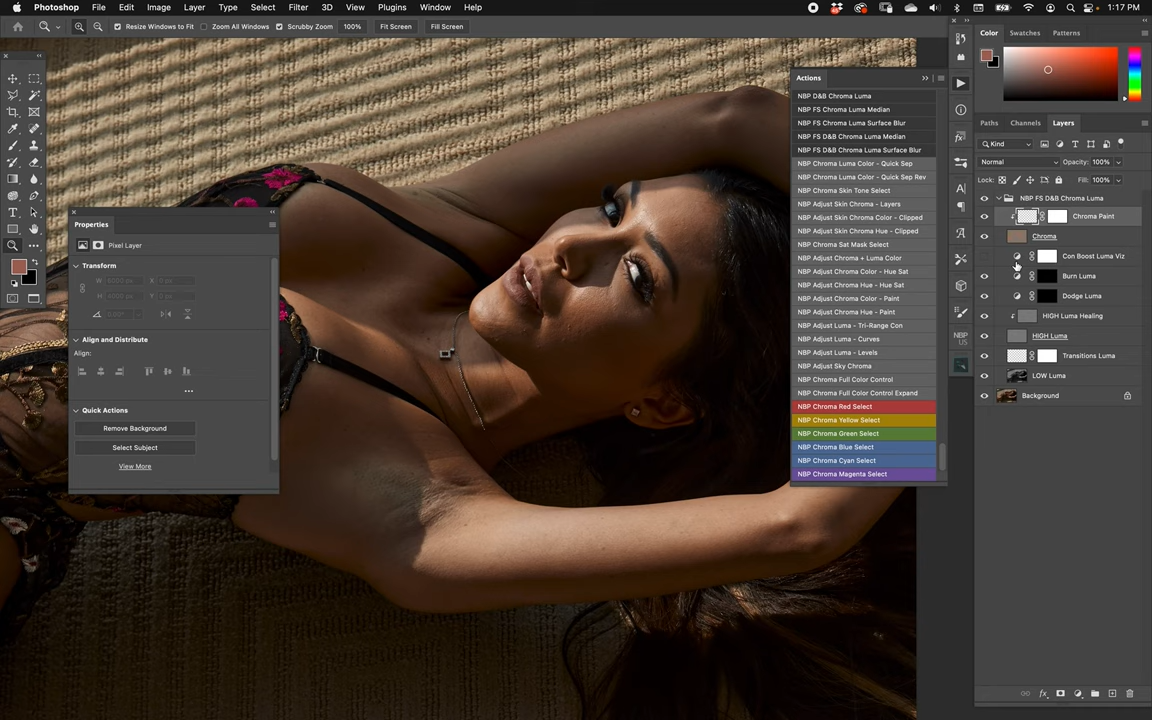 Photoshop File Edit Image Layer Type Select Filter 3D View Plugins Window Help 1:17 PM
Resize Windows to Fit Zoom All Windows Scrubby Zoom 100% Fit Screen Fill Screen
Color Swatches Patterns
Actions
NBP D&B Chroma Luma
NBP FS Chroma Luma Median
NBP FS Chroma Luma Surface Blur
NBP FS D&B Chroma Luma Median
NBP FS D&B Chroma Luma Surface Blur
NBP Chroma Luma Color - Quick Sep
NBP Chroma Luma Color - Quick Sep Rev
NBP Chroma Skin Tone Select
NBP Adjust Skin Chroma - Layers
NBP Adjust Skin Chroma Color - Clipped
NBP Adjust Skin Chroma Hue - Clipped
NBP Chroma Sat Mask Select
NBP Adjust Chroma + Luma Color
NBP Adjust Chroma Color - Hue Sat
NBP Adjust Chroma Hue - Hue Sat
NBP Adjust Chroma Color - Paint
NBP Adjust Chroma Hue - Paint
NBP Adjust Luma - Tri-Range Con
NBP Adjust Luma - Curves
NBP Adjust Luma - Levels
NBP Adjust Sky Chroma
NBP Chroma Full Color Control
NBP Chroma Full Color Control Expand
NBP Chroma Red Select
NBP Chroma Yellow Select
NBP Chroma Green Select
NBP Chroma Blue Select
NBP Chroma Cyan Select
NBP Chroma Magenta Select
NBP
US
Paths Channels Layers
Kind
Normal Opacity: 100%
Lock: Fill: 100%
NBP FS D&B Chroma Luma
Chroma Paint
Chroma
Con Boost Luma Viz
Burn Luma
Dodge Luma
HIGH Luma Healing
HIGH Luma
Transitions Luma
LOW Luma
Background
Properties
Pixel Layer
Transform
W X 0 px
H Y 0 px
Align and Distribute
Align:
Quick Actions
Remove Background
Select Subject
View More